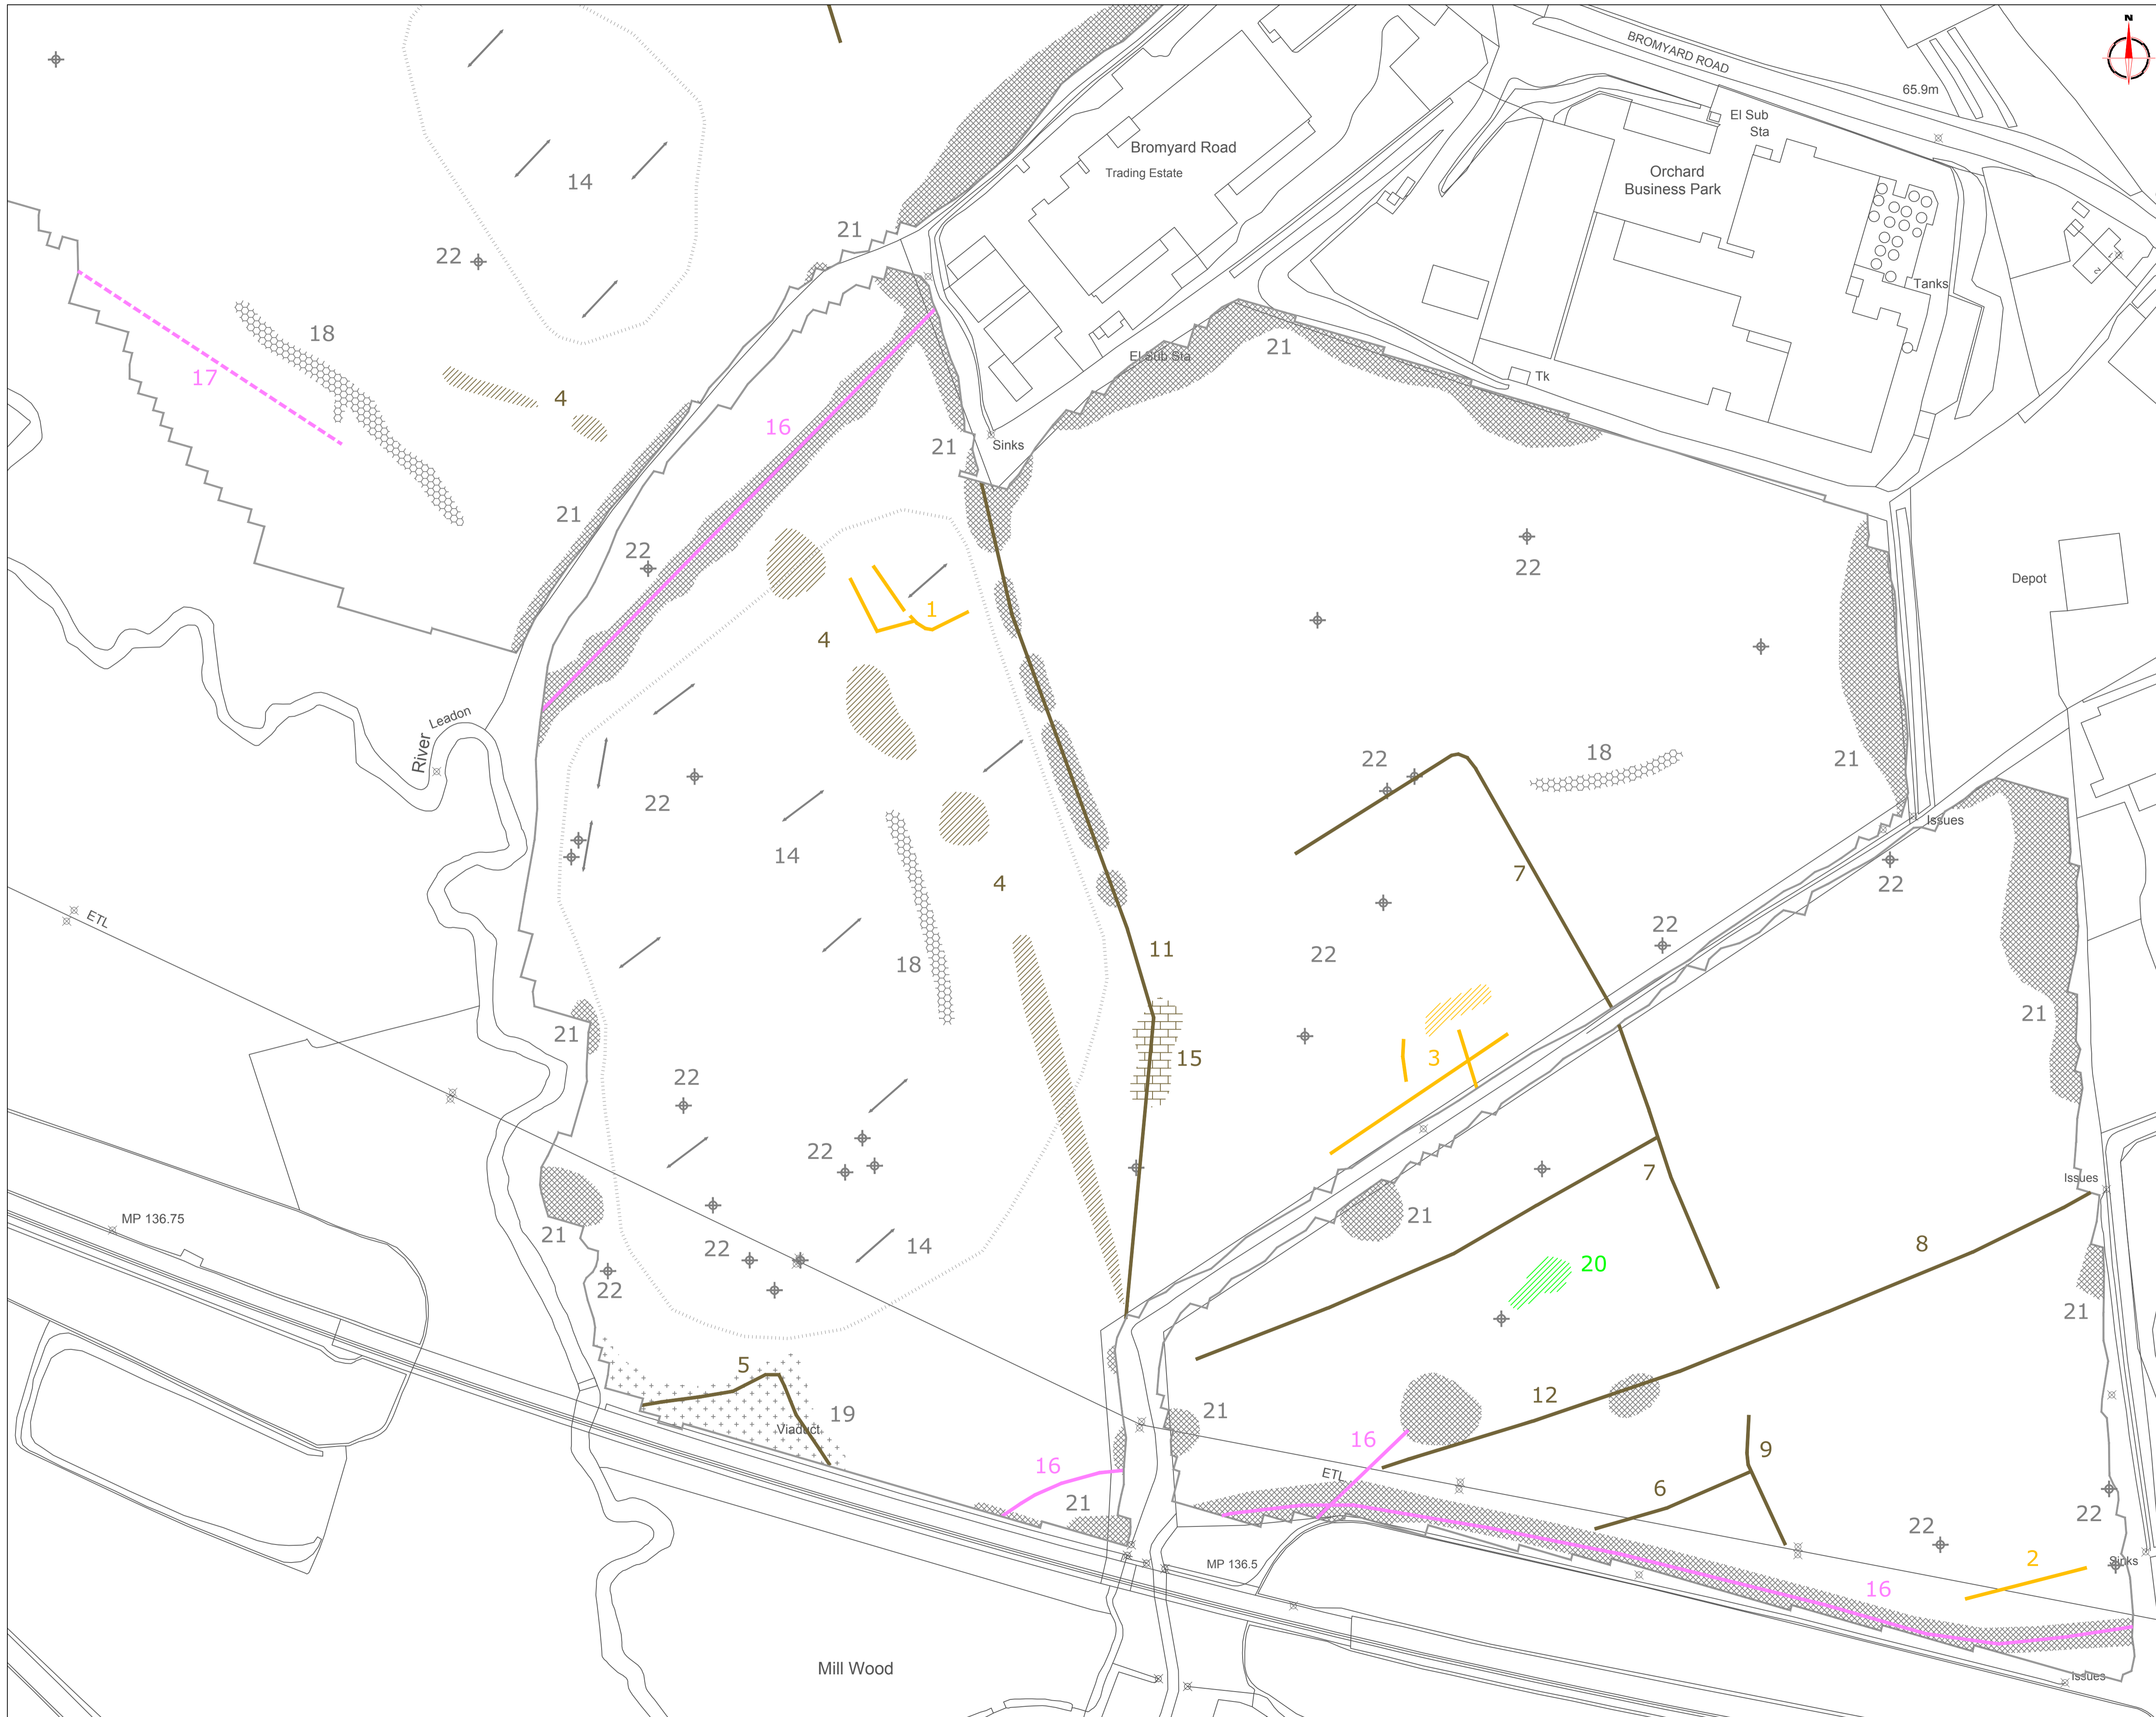 N
BROMYARD ROAD
65.9m
El Sub
Sta
Bromyard Road
Trading Estate
Orchard
Business Park
14
21
22
Tanks
1
2
18
17
El Sub Sta
21
Tk
4
16
21
Sinks
21
22
22
Depot
1
4
River Leadon
22
18
21
22
Issues
14
7
4
22
22
ETL
11
22
18
21
21
3
15
22
22
7
Issues
MP 136.75
21
21
22
14
8
20
22
21
5
12
19
21
Viaduct
16
9
16
ETL
6
21
22
22
MP 136.5
2
Sinks
16
Mill Wood
Issues